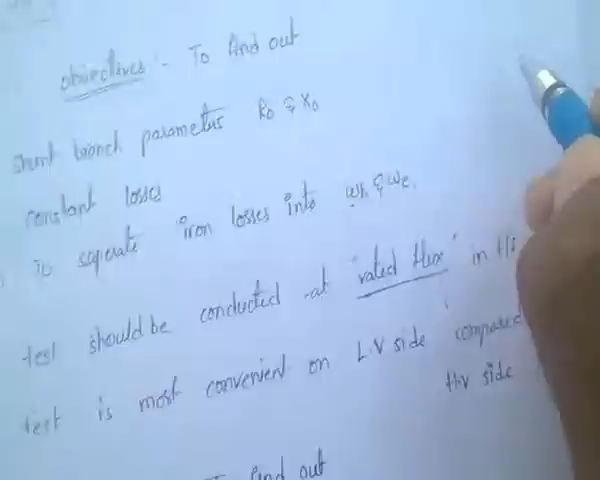 objectives :- To find out
shunt branch parameters R0 & X0
constant losses
to seperate iron losses into Wh & We.
test should be conducted at "rated flux" in
test is most convenient on L.V side compared
H.V side
find out